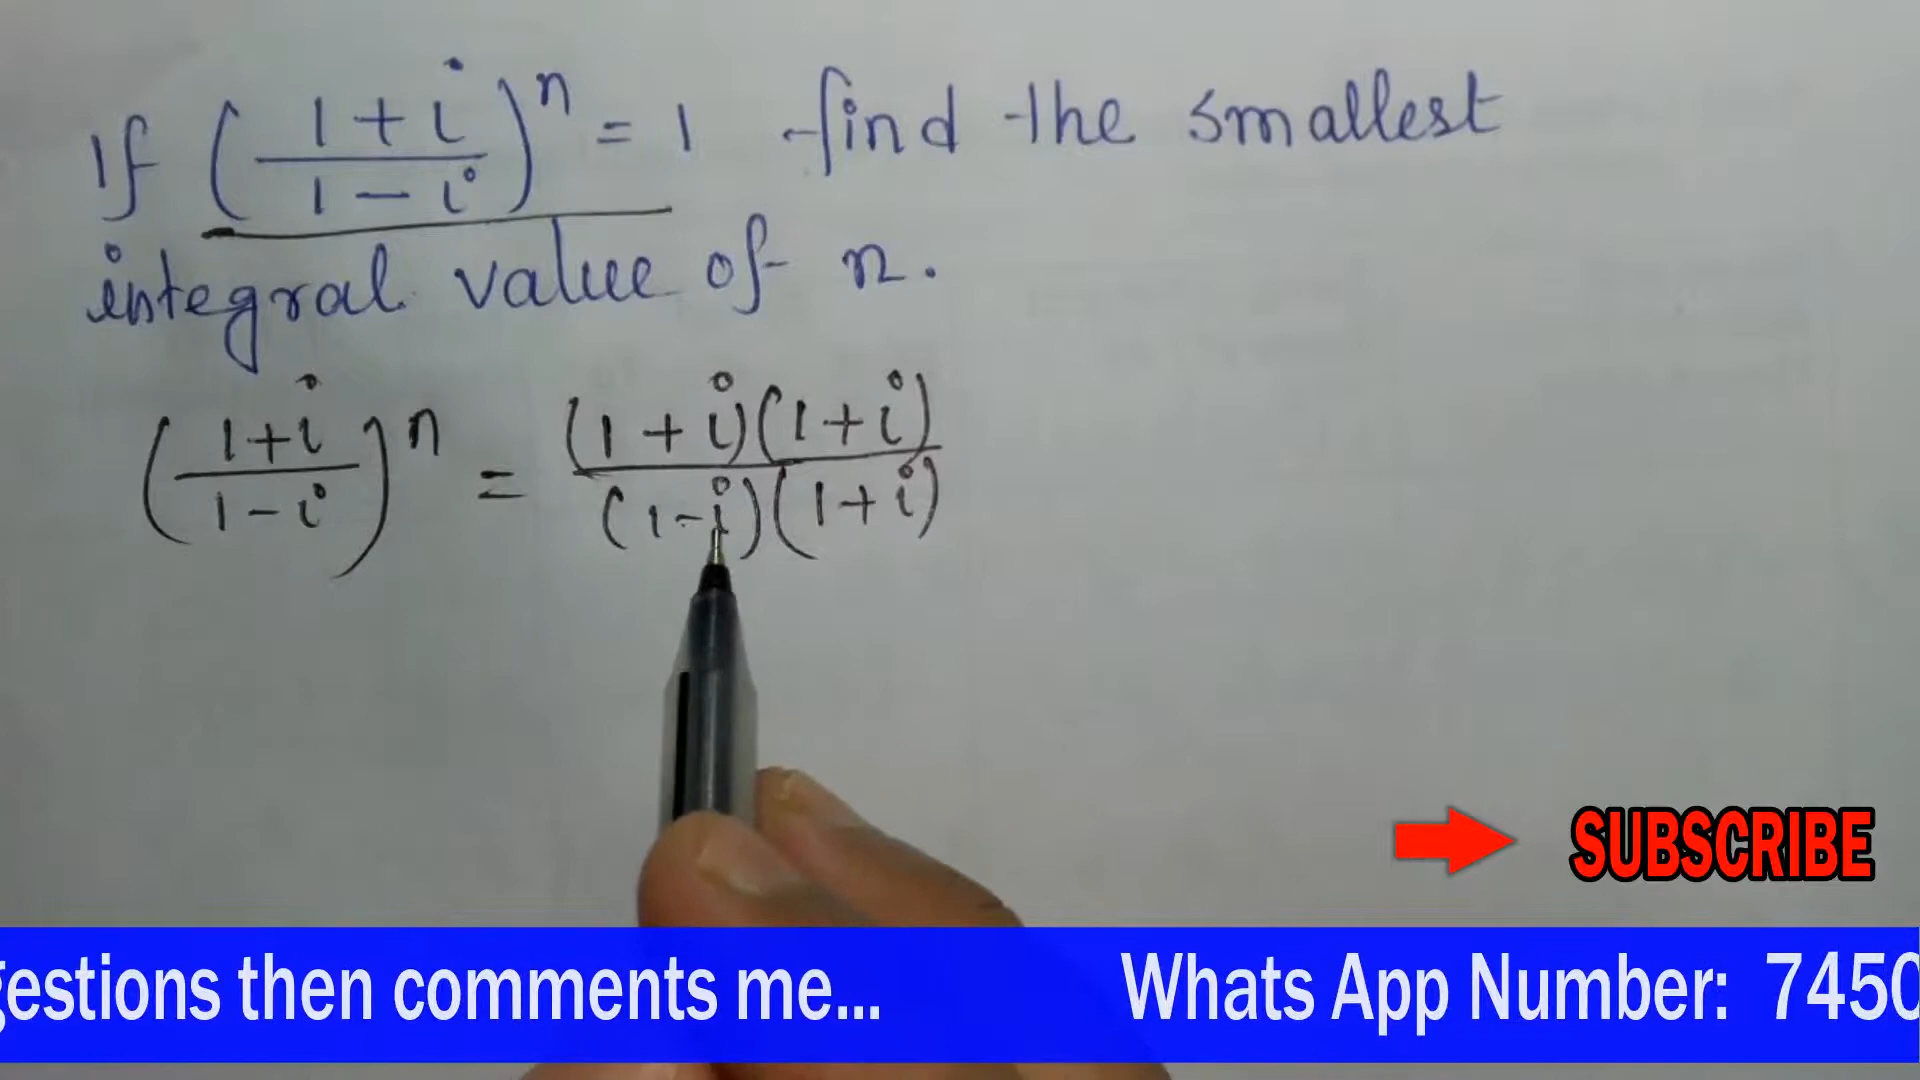 If (1+i/1-i)^n = 1 find the smallest
integral value of n.
(1+i/1-i)^n = (1+i)(1+i)/(1-i)(1+i)
SUBSCRIBE
gestions then comments me... Whats App Number: 7450